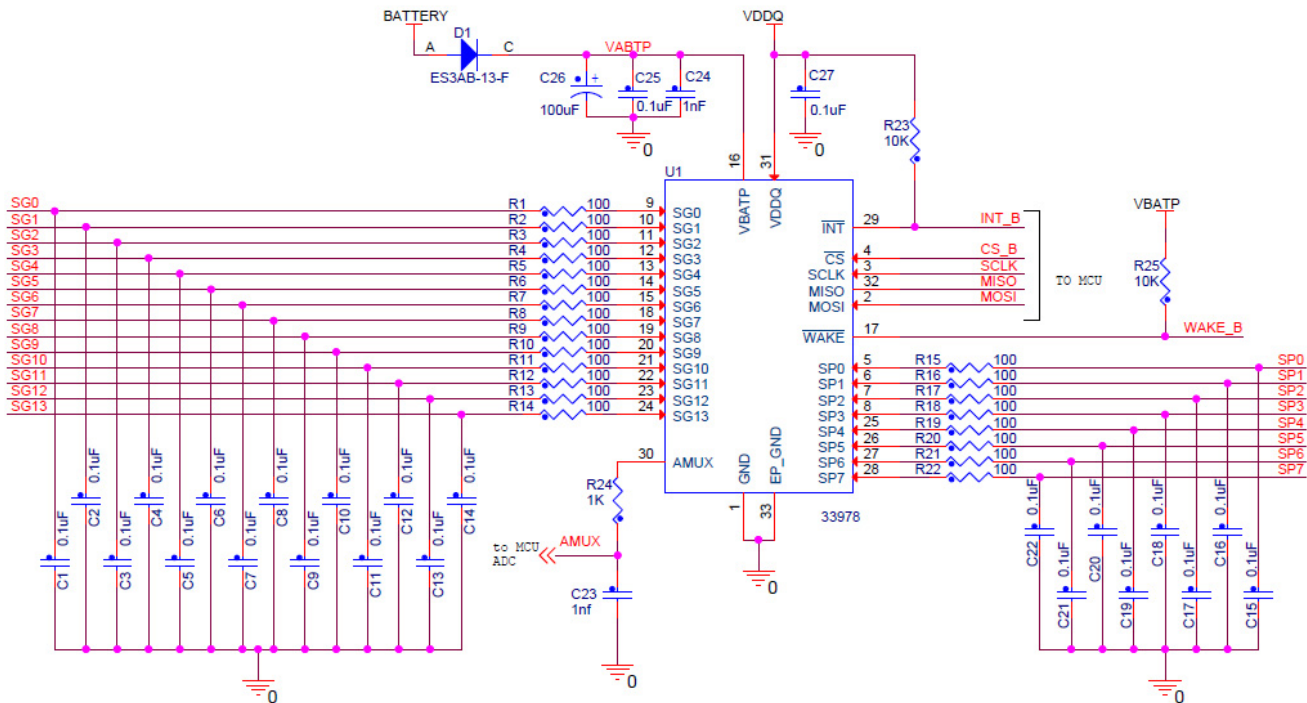 BATTERY
VDDQ
D1
A
C
VABTP
ES3AB-13-F
C26
+
100uF
C25
0.1uF
C24
1nF
0
C27
0.1uF
0
R23
10K
16
31
U1
VBATP
VDDQ
SG0 R1 100 9 SG0
SG1 R2 100 10 SG1
SG2 R3 100 11 SG2
SG3 R4 100 12 SG3
SG4 R5 100 13 SG4
SG5 R6 100 14 SG5
SG6 R7 100 15 SG6
SG7 R8 100 18 SG7
SG8 R9 100 19 SG8
SG9 R10 100 20 SG9
SG10 R11 100 21 SG10
SG11 R12 100 22 SG11
SG12 R13 100 23 SG12
SG13 R14 100 24 SG13
INT 29 INT_B
CS 4 CS_B
SCLK 3 SCLK
MISO 32 MISO
MOSI 2 MOSI
TO MCU
VBATP
R25
10K
WAKE 17 WAKE_B
SP0 5 R15 100 SP0
SP1 6 R16 100 SP1
SP2 7 R17 100 SP2
SP3 8 R18 100 SP3
SP4 25 R19 100 SP4
SP5 26 R20 100 SP5
SP6 27 R21 100 SP6
SP7 28 R22 100 SP7
30 AMUX
GND
EP_GND
1
33
33978
0
R24
1K
to MCU
ADC
AMUX
C23
1nf
0
C1 0.1uF
C2 0.1uF
C3 0.1uF
C4 0.1uF
C5 0.1uF
C6 0.1uF
C7 0.1uF
C8 0.1uF
C9 0.1uF
C10 0.1uF
C11 0.1uF
C12 0.1uF
C13 0.1uF
C14 0.1uF
0
C22 0.1uF
C21 0.1uF
C20 0.1uF
C19 0.1uF
C18 0.1uF
C17 0.1uF
C16 0.1uF
C15 0.1uF
0